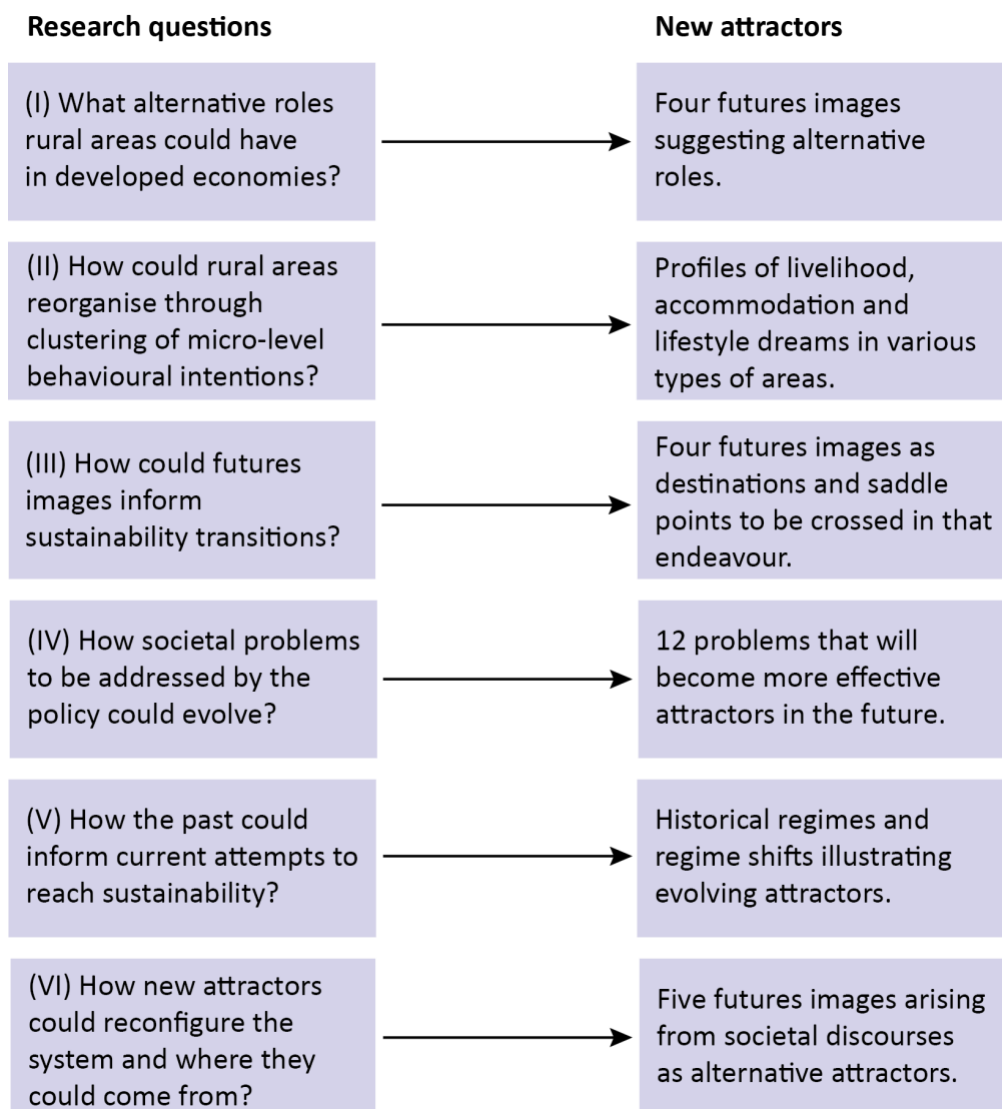 Research questions
New attractors
(I) What alternative roles
rural areas could have
in developed economies?
Four futures images
suggesting alternative
roles.
(II) How could rural areas
reorganise through
clustering of micro-level
behavioural intentions?
Profiles of livelihood,
accommodation and
lifestyle dreams in various
types of areas.
(III) How could futures
images inform
sustainability transitions?
Four futures images as
destinations and saddle
points to be crossed in that
endeavour.
(IV) How societal problems
to be addressed by the
policy could evolve?
12 problems that will
become more effective
attractors in the future.
(V) How the past could
inform current attempts to
reach sustainability?
Historical regimes and
regime shifts illustrating
evolving attractors.
(VI) How new attractors
could reconfigure the
system and where they
could come from?
Five futures images arising
from societal discourses
as alternative attractors.